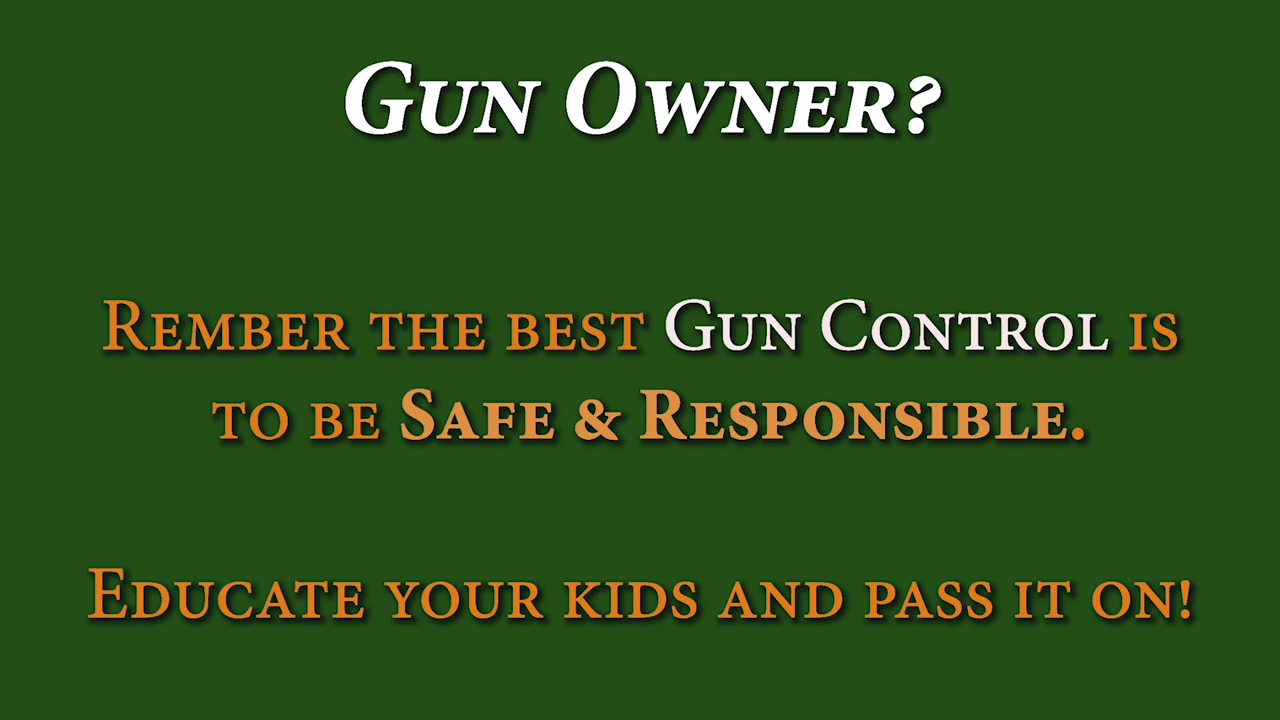 Gun Owner?
Rember the best Gun Control is
to be Safe & Responsible.
Educate your kids and pass it on!